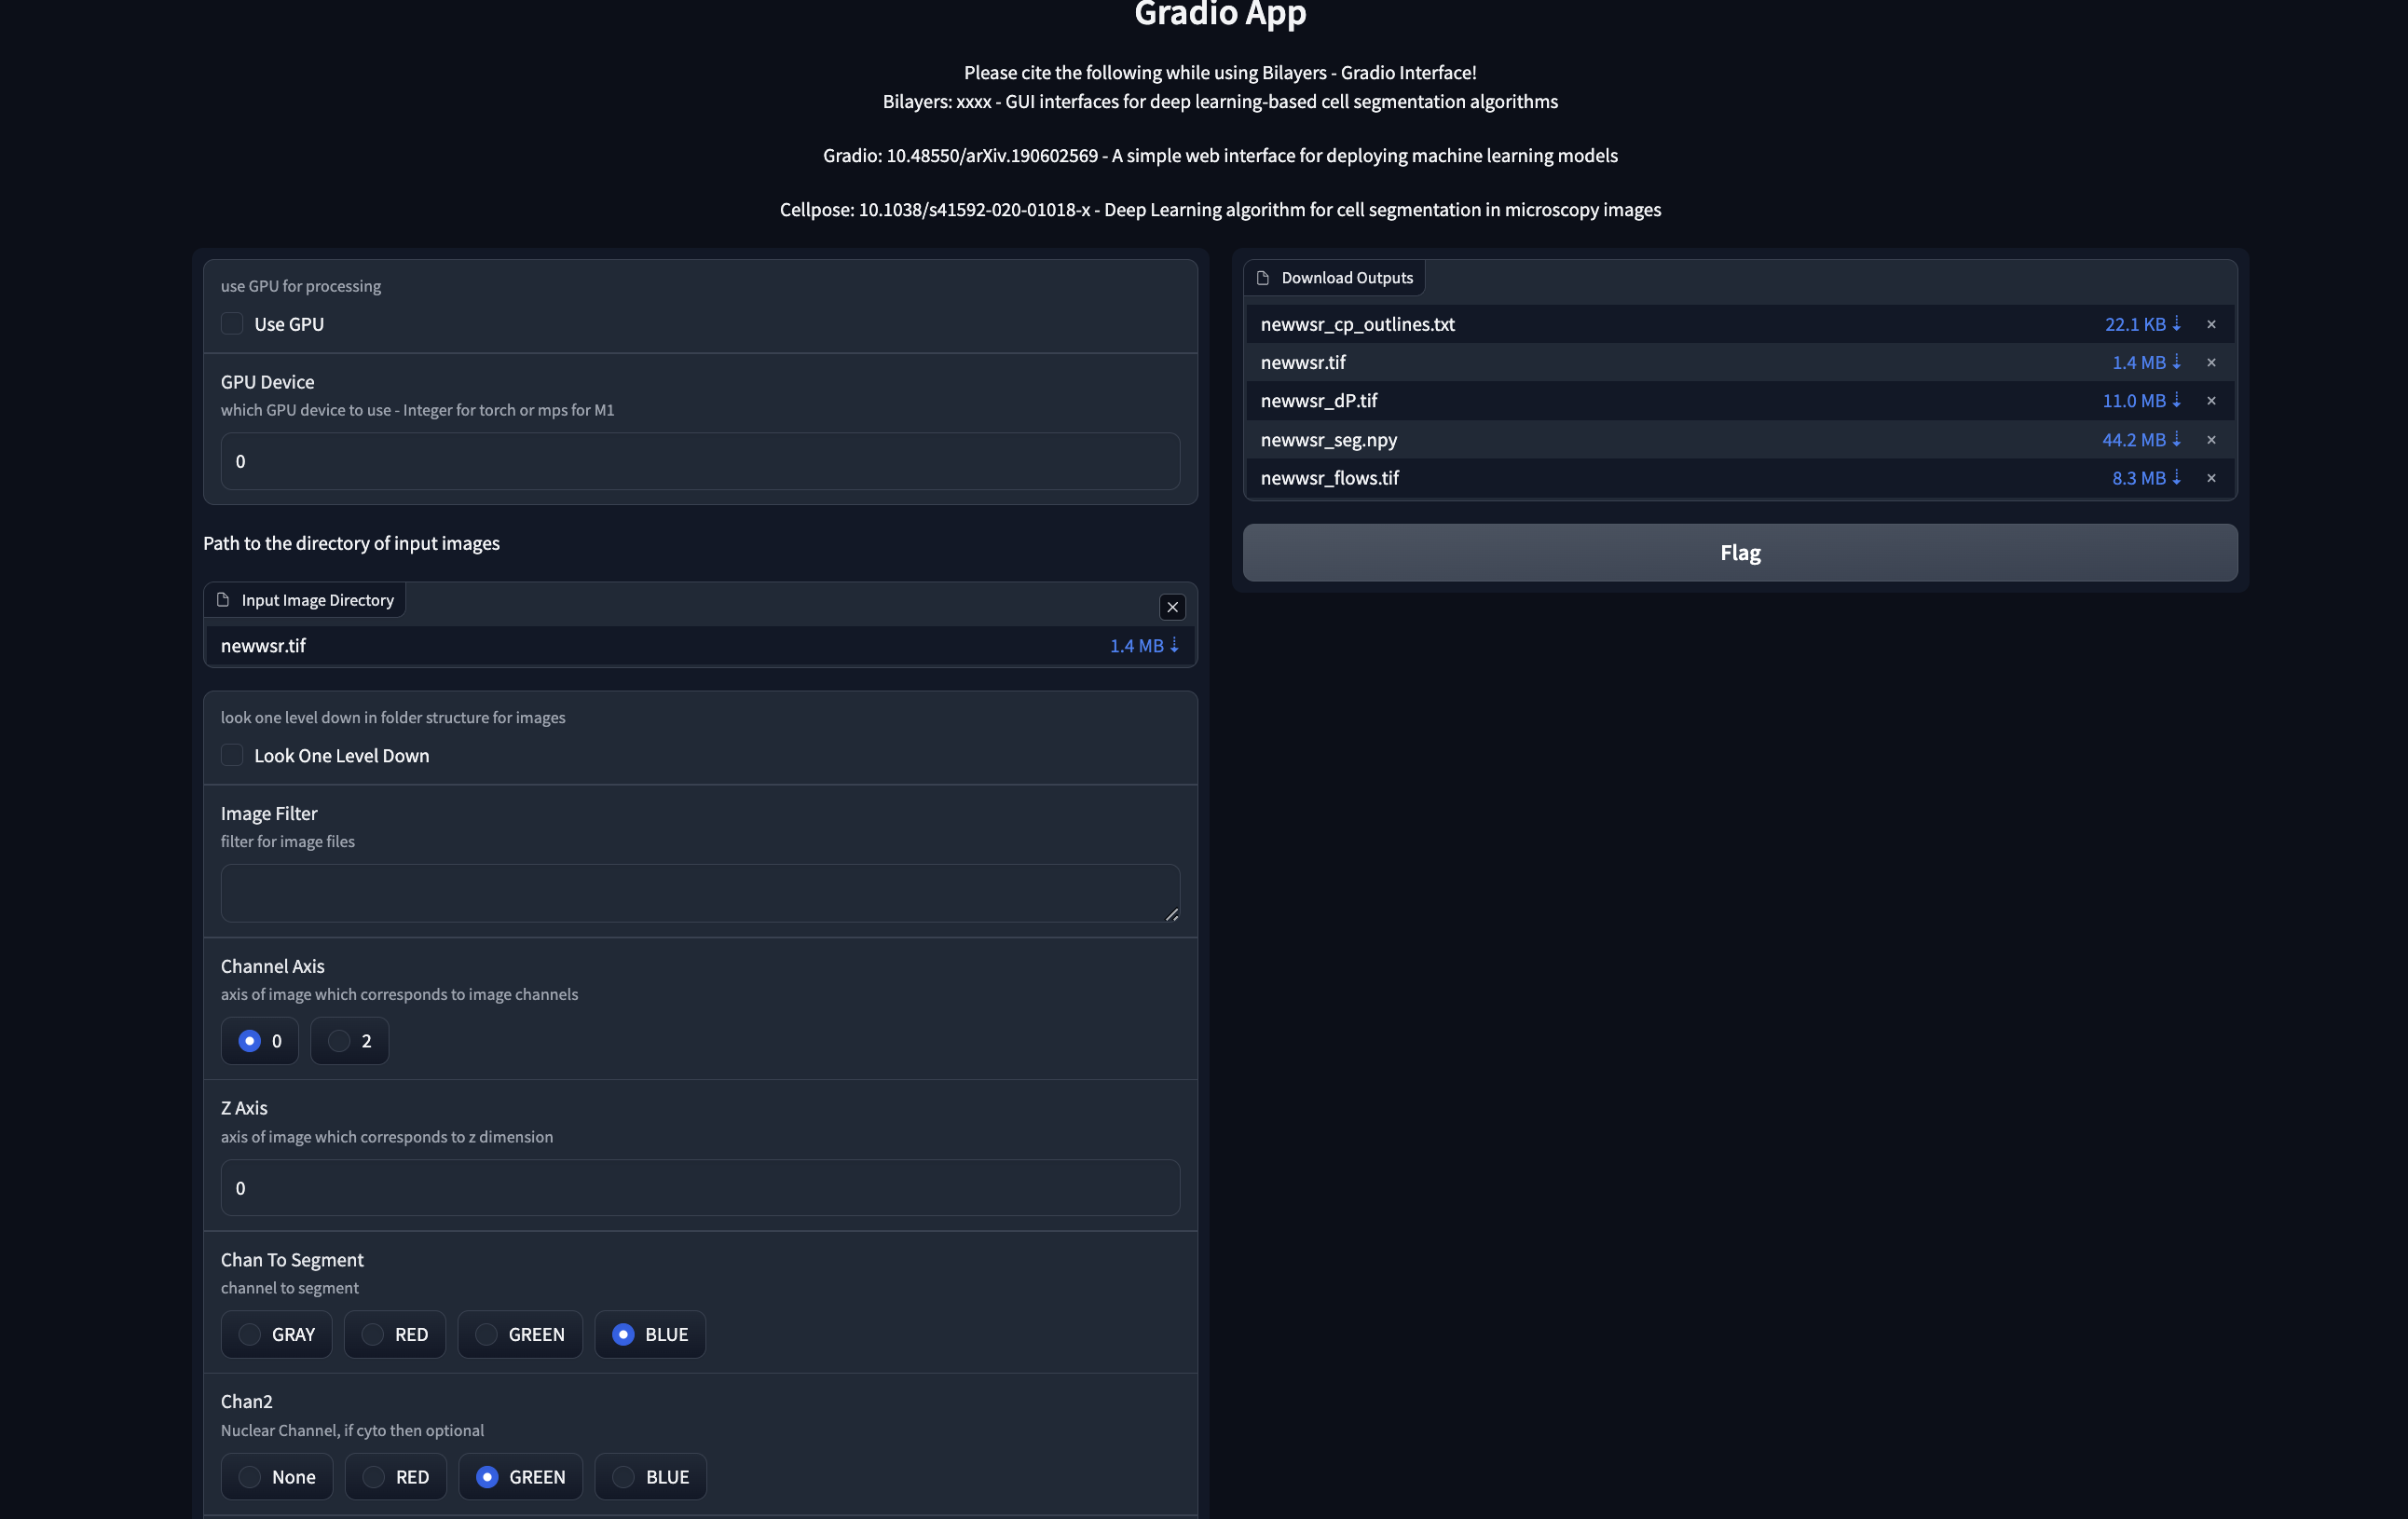 Gradio App
Please cite the following while using Bilayers - Gradio Interface!
Bilayers: xxxx - GUI interfaces for deep learning-based cell segmentation algorithms
Gradio: 10.48550/arXiv.190602569 - A simple web interface for deploying machine learning models
Cellpose: 10.1038/s41592-020-01018-x - Deep Learning algorithm for cell segmentation in microscopy images
use GPU for processing
Use GPU
GPU Device
which GPU device to use - Integer for torch or mps for M1
0
Path to the directory of input images
Input Image Directory
newwsr.tif 1.4 MB ⇣
look one level down in folder structure for images
Look One Level Down
Image Filter
filter for image files
Channel Axis
axis of image which corresponds to image channels
0 2
Z Axis
axis of image which corresponds to z dimension
0
Chan To Segment
channel to segment
GRAY RED GREEN BLUE
Chan2
Nuclear Channel, if cyto then optional
None RED GREEN BLUE
Download Outputs
newwsr_cp_outlines.txt 22.1 KB ⇣ ×
newwsr.tif 1.4 MB ⇣ ×
newwsr_dP.tif 11.0 MB ⇣ ×
newwsr_seg.npy 44.2 MB ⇣ ×
newwsr_flows.tif 8.3 MB ⇣ ×
Flag